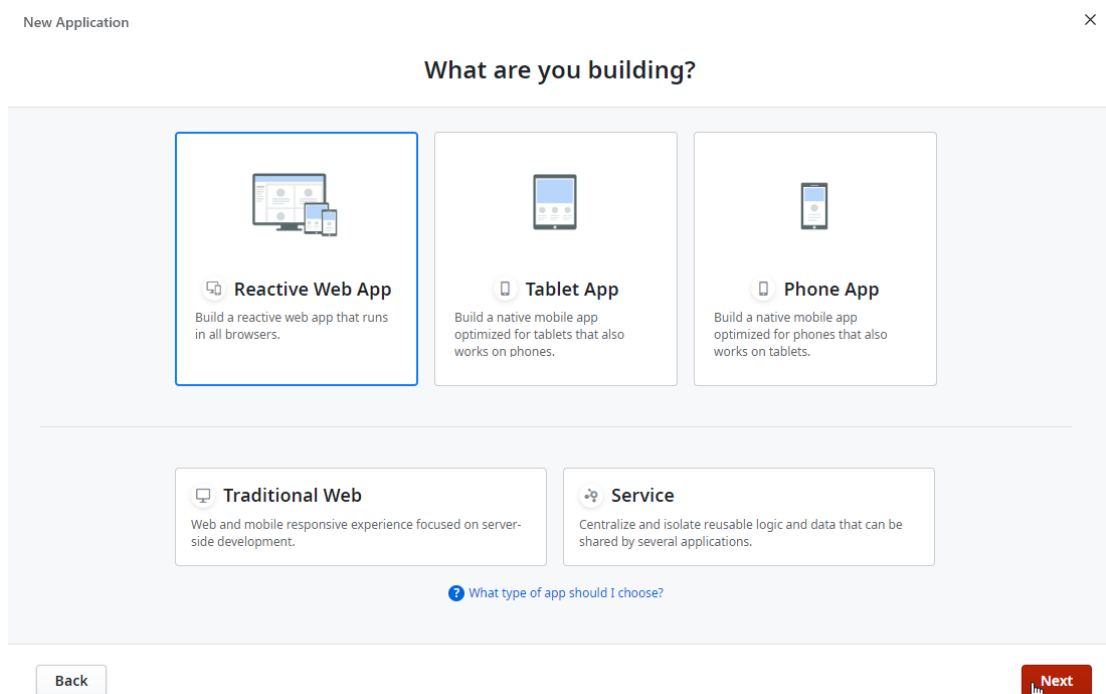 New Application
What are you building?
Reactive Web App
Build a reactive web app that runs
in all browsers.
Tablet App
Build a native mobile app
optimized for tablets that also
works on phones.
Phone App
Build a native mobile app
optimized for phones that also
works on tablets.
Traditional Web
Web and mobile responsive experience focused on server-
side development.
Service
Centralize and isolate reusable logic and data that can be
shared by several applications.
? What type of app should I choose?
Back
Next